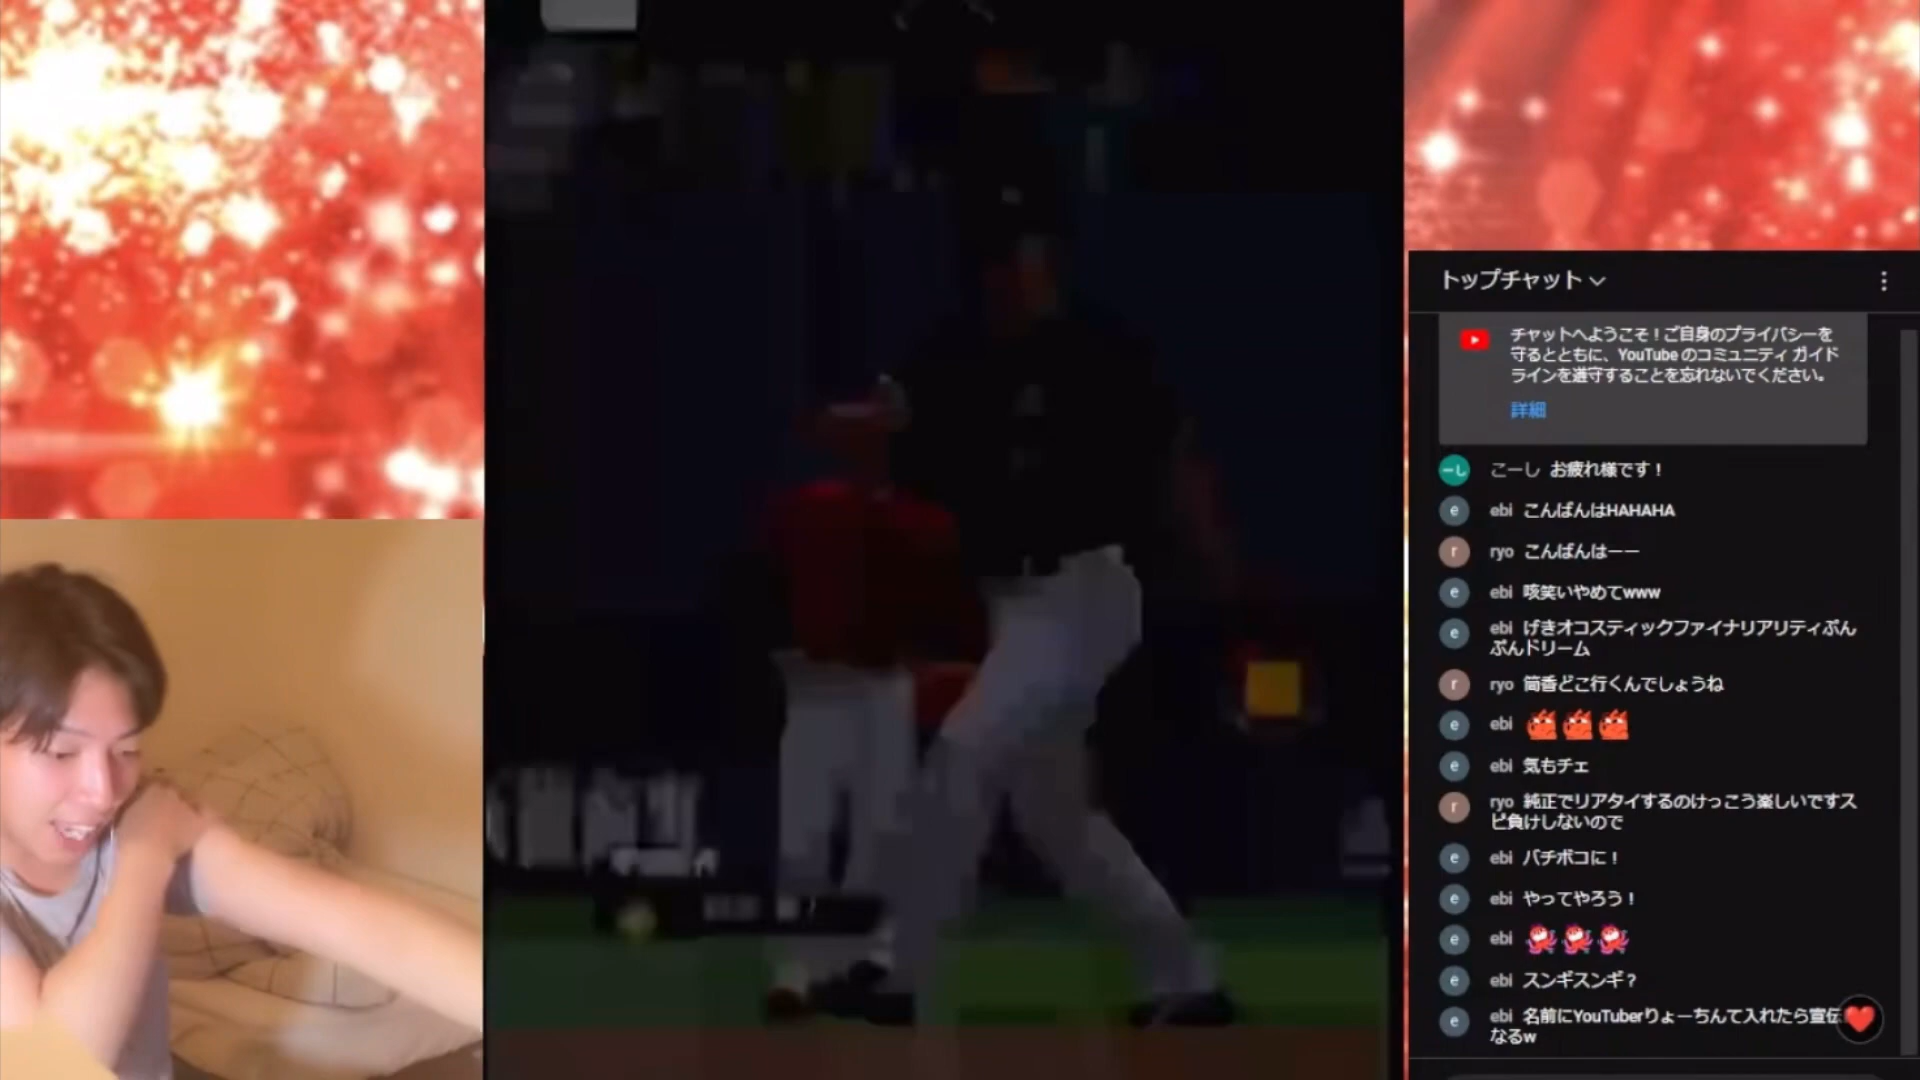 トップチャット
チャットへようこそ！ご自身のプライバシーを
守るとともに、YouTube のコミュニティ ガイド
ラインを遵守することを忘れないでください。
詳細
ーし こーし お疲れ様です！
e ebi こんばんはHAHAHA
r ryo こんばんはーー
e ebi 咳笑いやめてwww
e ebi げきオコスティックファイナリアリティぷん
ぷんドリーム
r ryo 筒香どこ行くんでしょうね
e ebi
e ebi 気もチェ
r ryo 純正でリアタイするのけっこう楽しいですス
ピ負けしないので
e ebi バチボコに！
e ebi やってやろう！
e ebi
e ebi スンギスンギ？
e ebi 名前にYouTuberりょーちんて入れたら宣伝
なるw